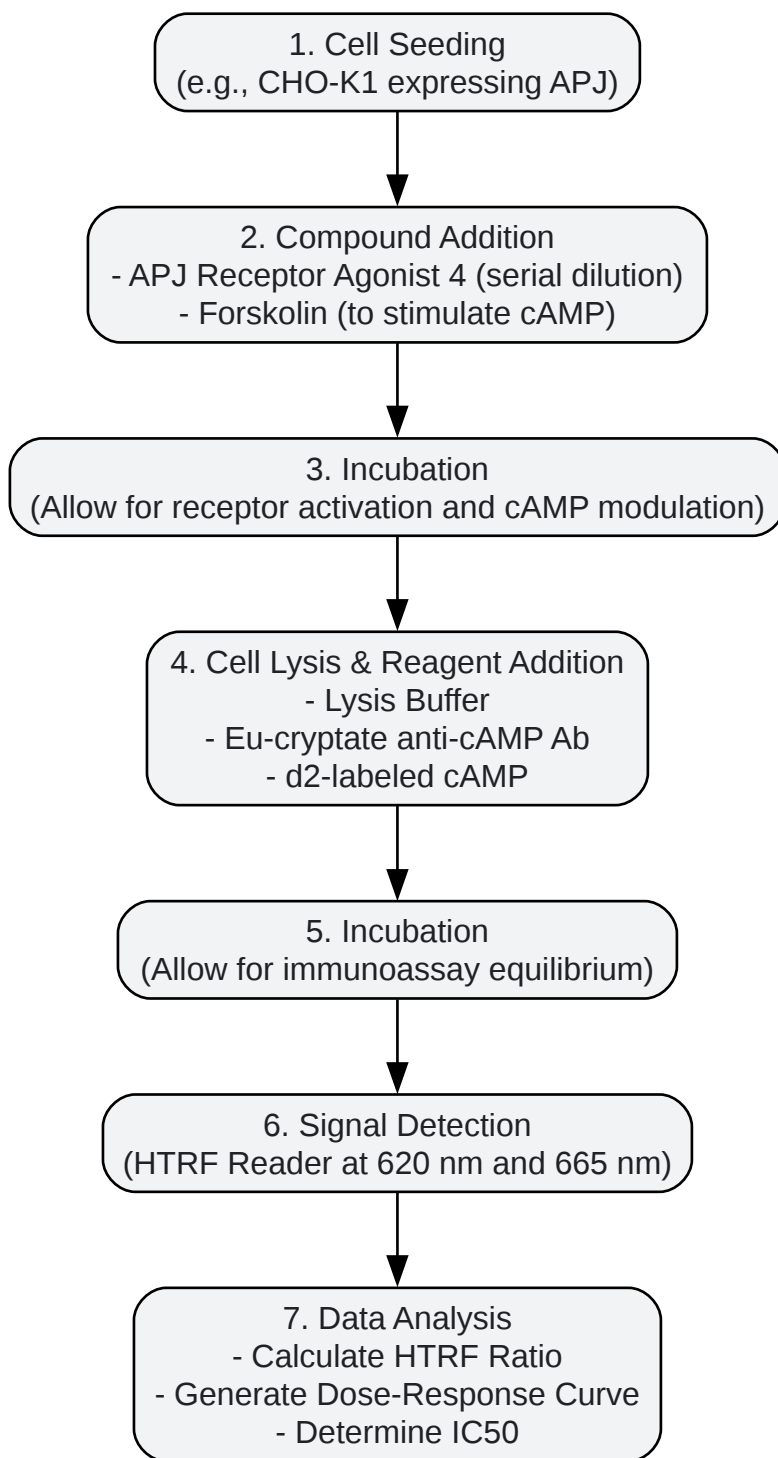 1. Cell Seeding
(e.g., CHO-K1 expressing APJ)
2. Compound Addition
- APJ Receptor Agonist 4 (serial dilution)
- Forskolin (to stimulate cAMP)
3. Incubation
(Allow for receptor activation and cAMP modulation)
4. Cell Lysis & Reagent Addition
- Lysis Buffer
- Eu-cryptate anti-cAMP Ab
- d2-labeled cAMP
5. Incubation
(Allow for immunoassay equilibrium)
6. Signal Detection
(HTRF Reader at 620 nm and 665 nm)
7. Data Analysis
- Calculate HTRF Ratio
- Generate Dose-Response Curve
- Determine IC50